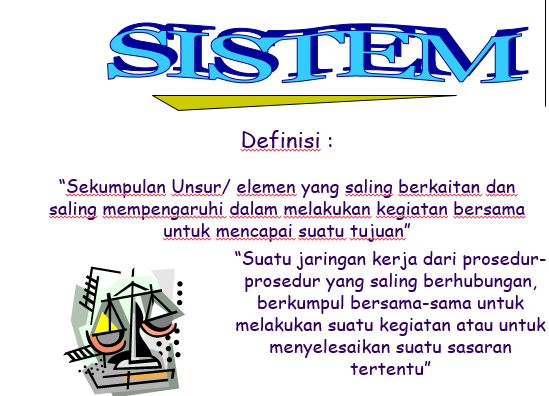 SISTEM
Definisi :
“Sekumpulan Unsur/ elemen yang saling berkaitan dan
saling mempengaruhi dalam melakukan kegiatan bersama
untuk mencapai suatu tujuan”
“Suatu jaringan kerja dari prosedur-
prosedur yang saling berhubungan,
berkumpul bersama-sama untuk
melakukan suatu kegiatan atau untuk
menyelesaikan suatu sasaran
tertentu”